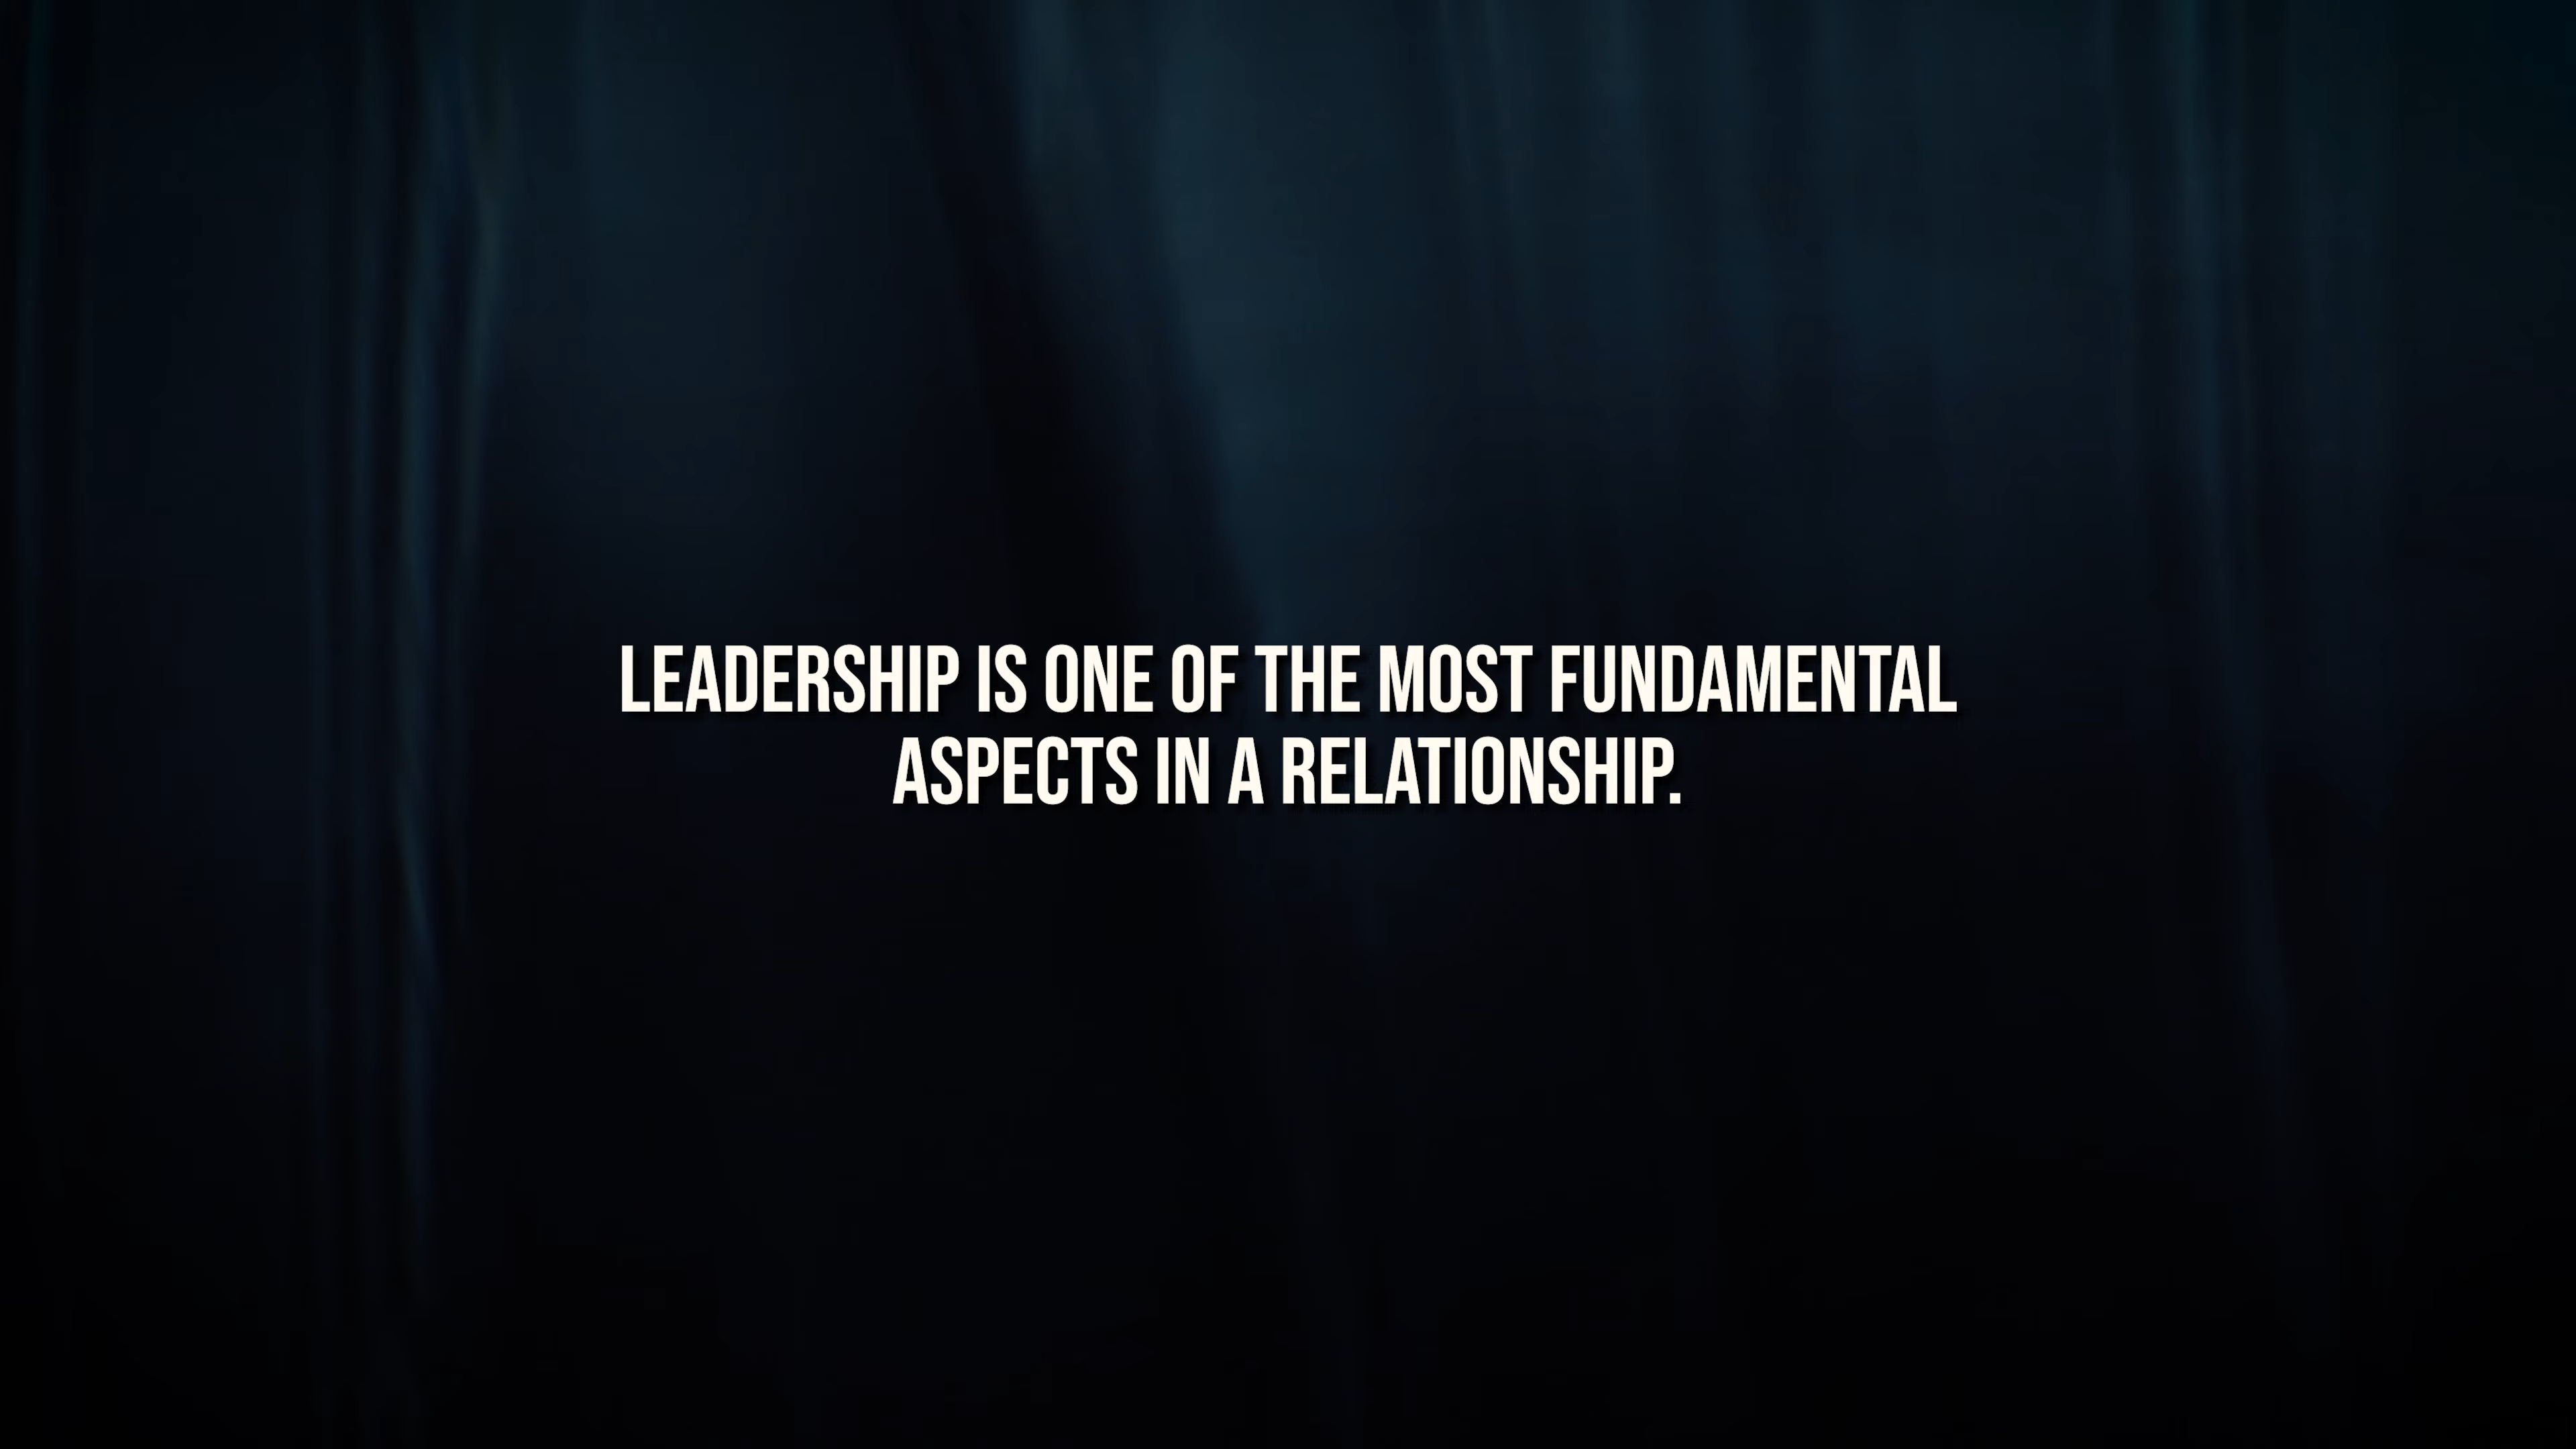 LEADERSHIP IS ONE OF THE MOST FUNDAMENTAL
ASPECTS IN A RELATIONSHIP.